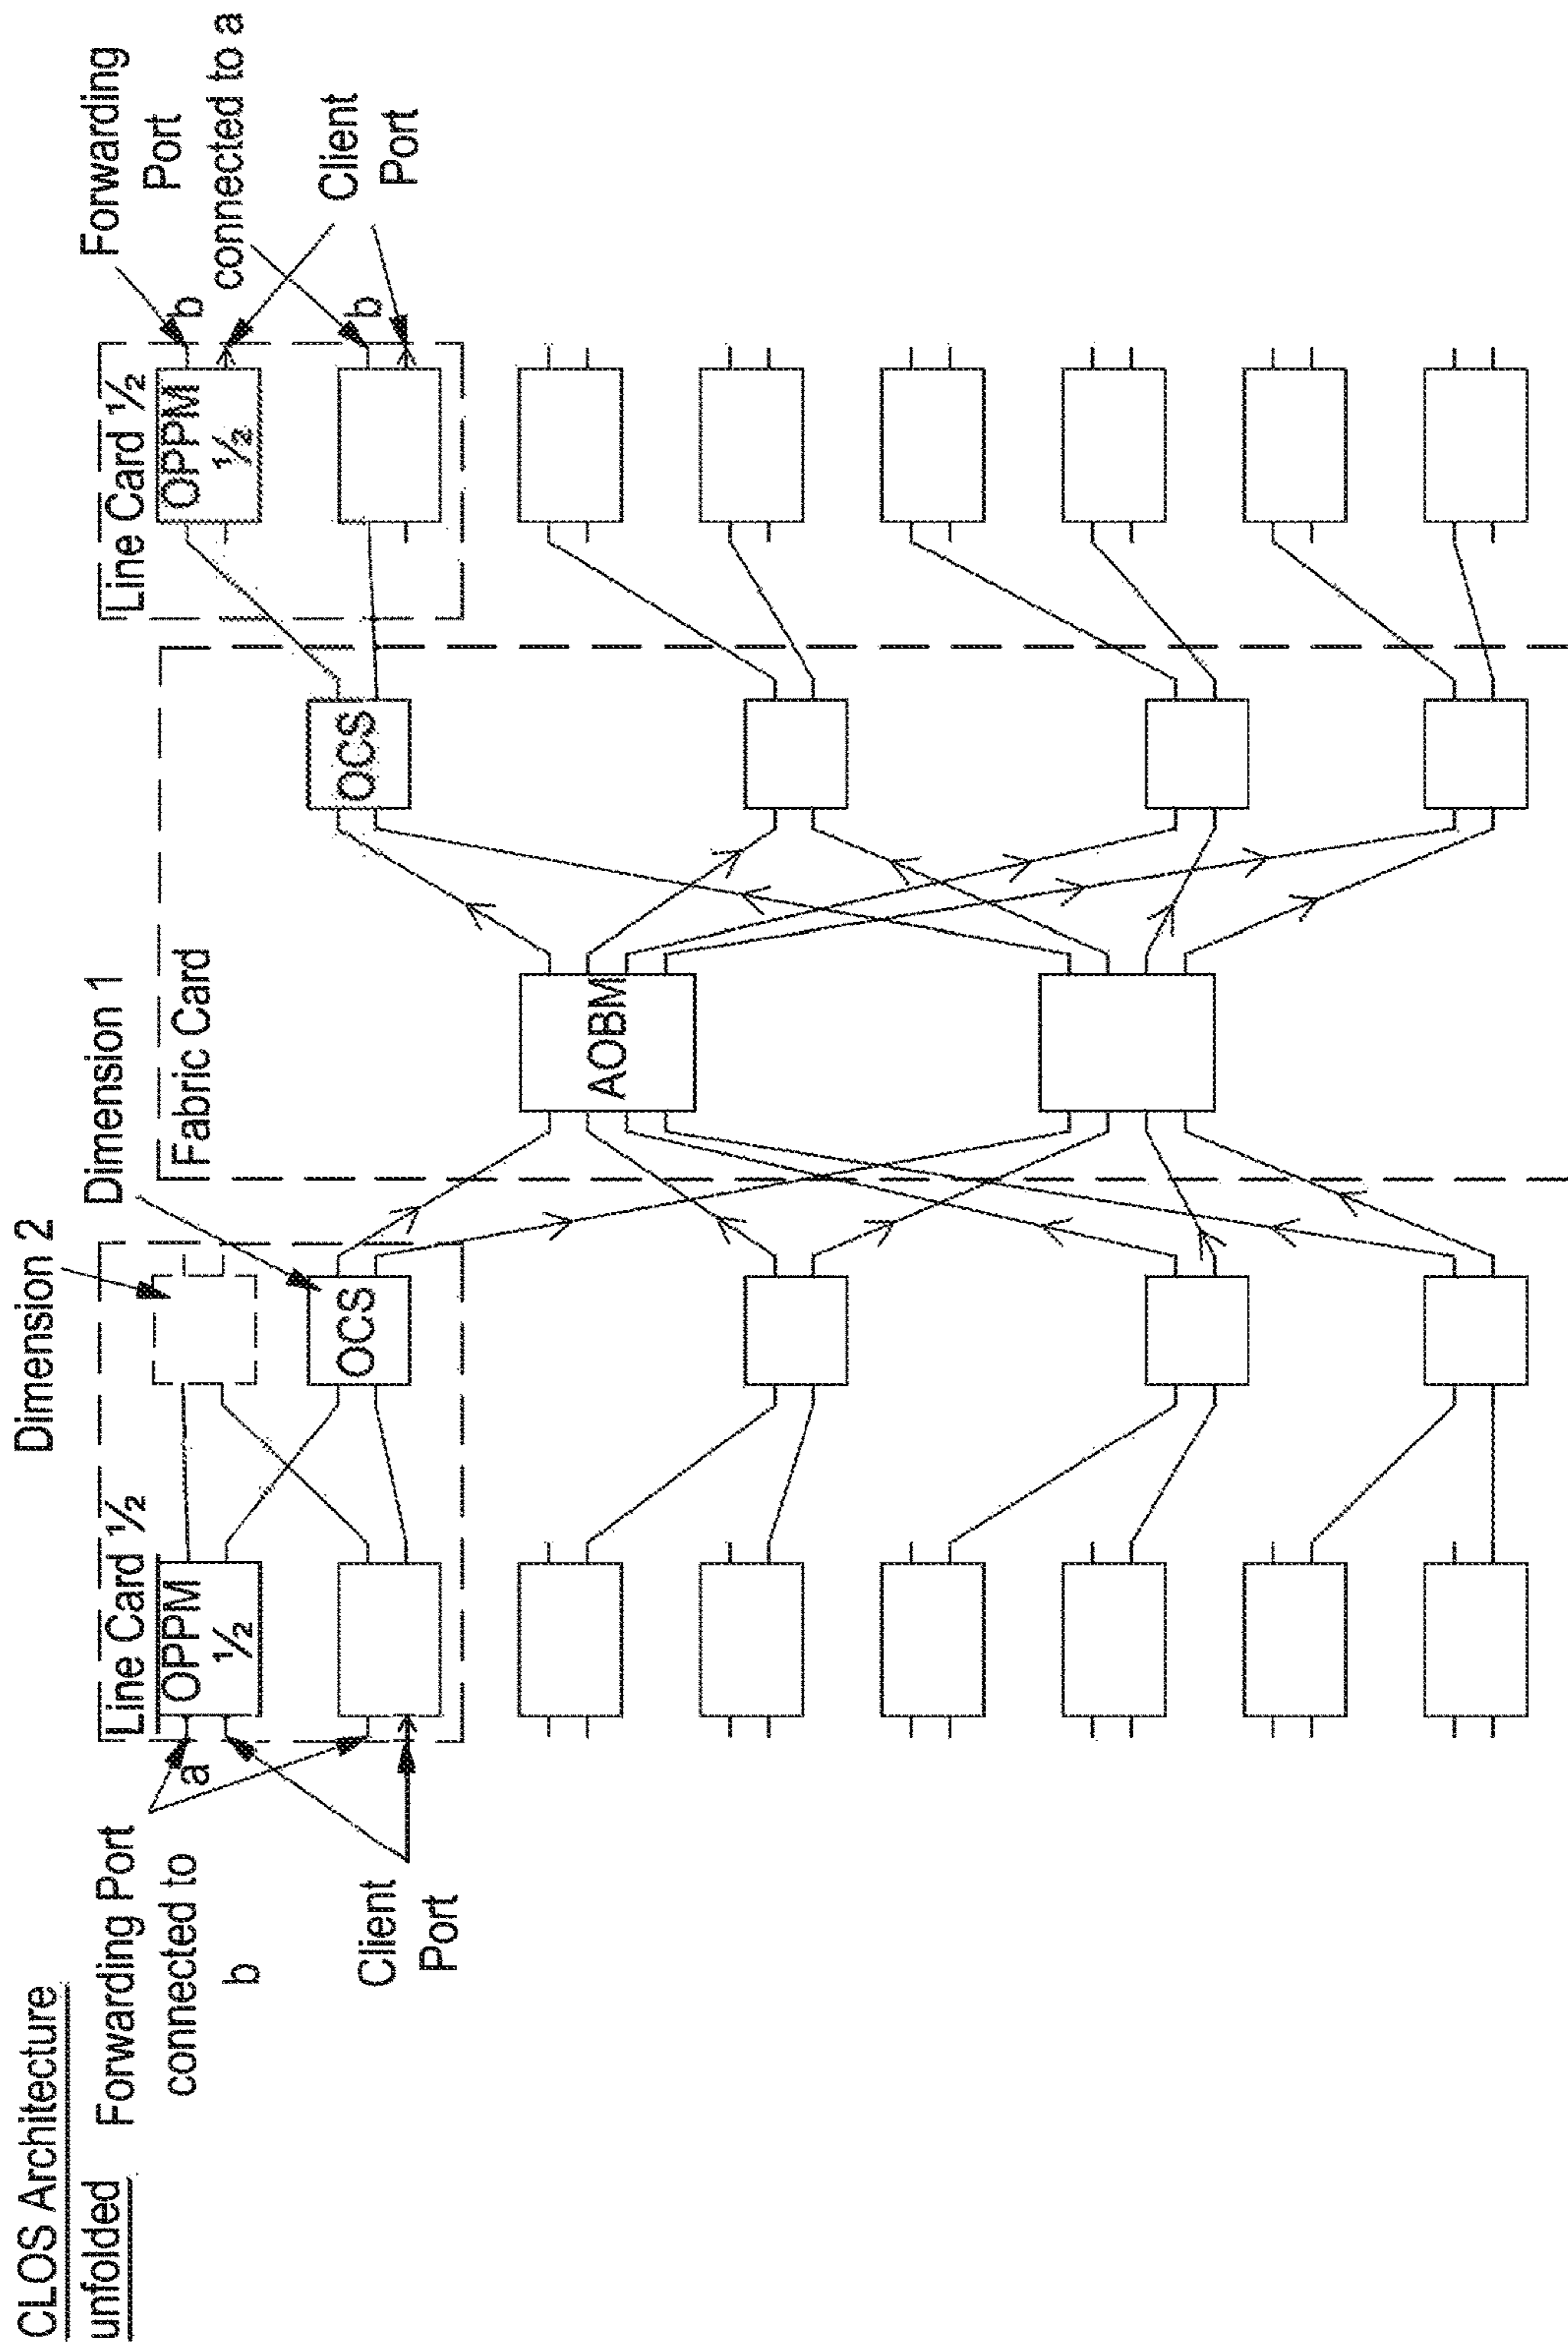 CLOS Architecture
unfolded
Forwarding Port
connected to
b
Client
Port
a
Line Card ½
OPPM
½
Dimension 2
Dimension 1
OCS
Fabric Card
AOBM
OCS
Line Card ½
OPPM
½
b
b
Forwarding
Port
connected to a
Client
Port